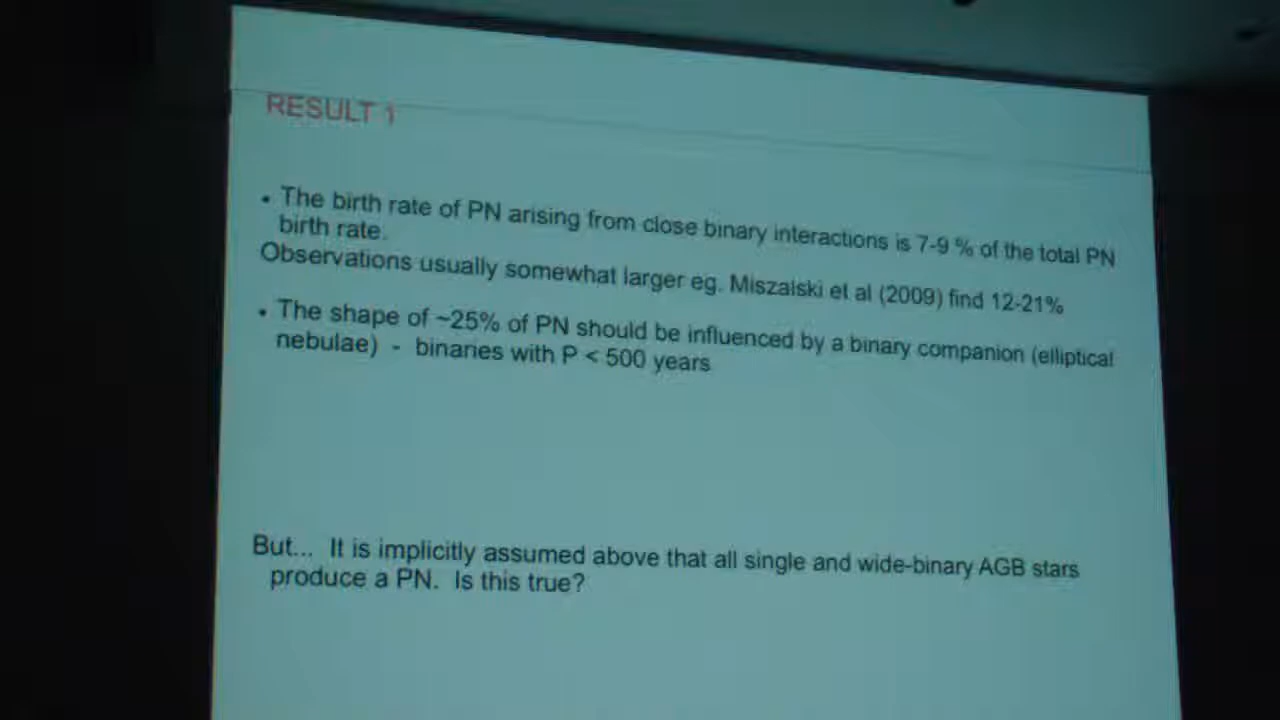 RESULT 1
• The birth rate of PN arising from close binary interactions is 7-9 % of the total PN
birth rate.
Observations usually somewhat larger eg. Miszalski et al (2009) find 12-21%
• The shape of ~25% of PN should be influenced by a binary companion (elliptical
nebulae) - binaries with P < 500 years
But... It is implicitly assumed above that all single and wide-binary AGB stars
produce a PN. Is this true?